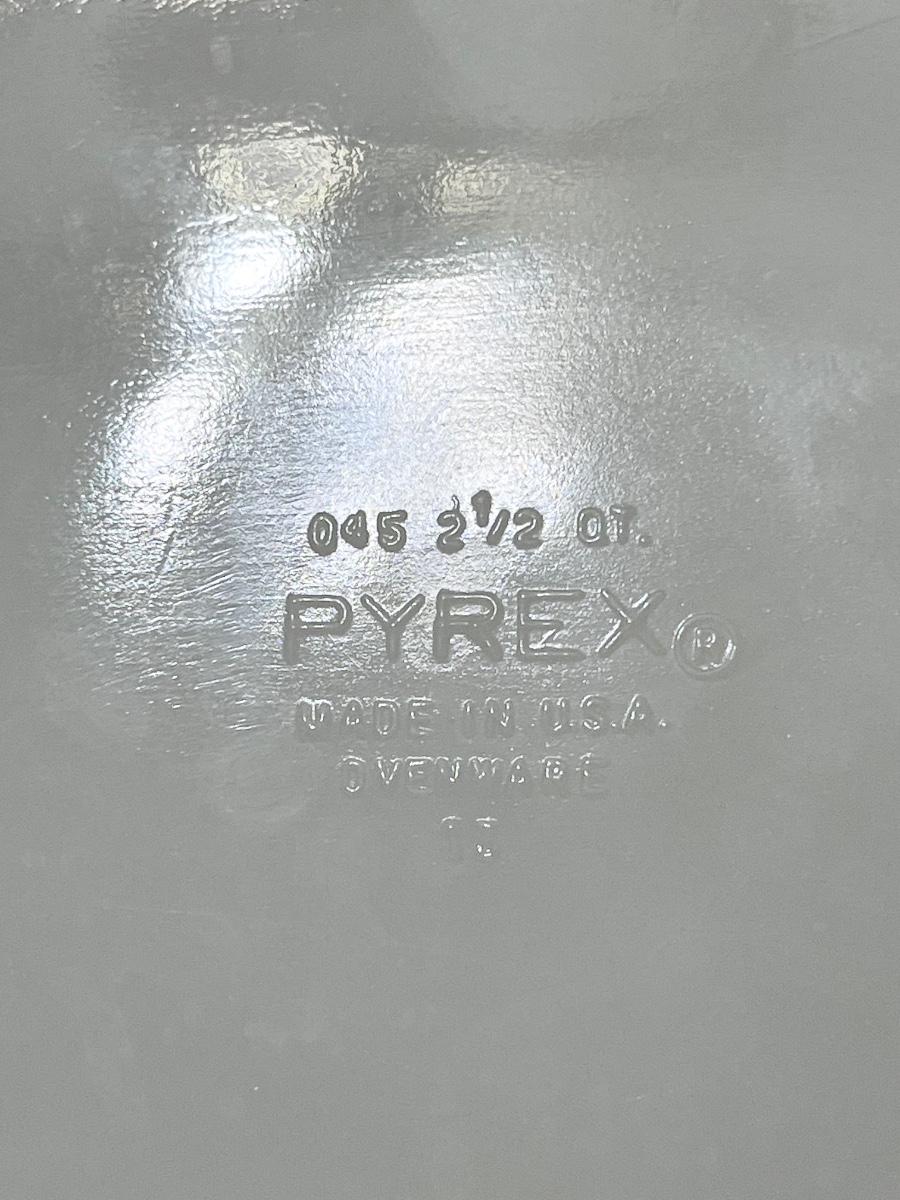 045 2 1/2 QT.
PYREX®
MADE IN U.S.A.
OVENWARE